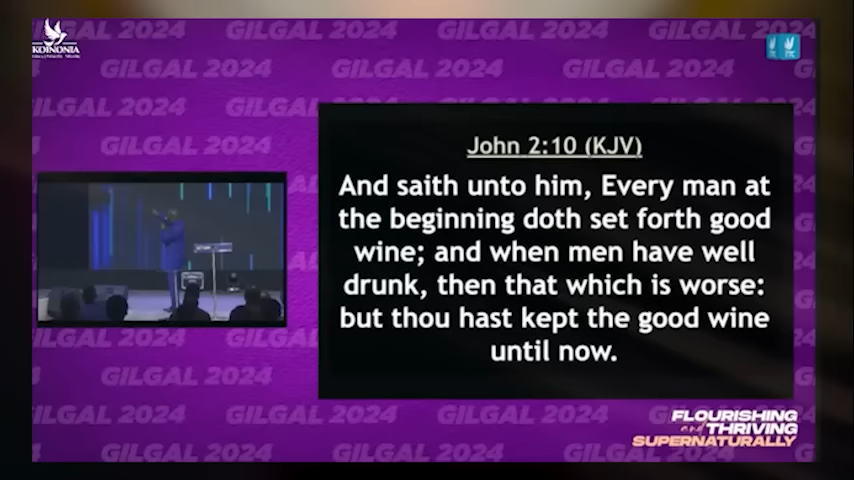 KOINONIA
GILGAL 2024
John 2:10 (KJV)
And saith unto him, Every man at
the beginning doth set forth good
wine; and when men have well
drunk, then that which is worse:
but thou hast kept the good wine
until now.
FLOURISHING
and THRIVING
SUPERNATURALLY